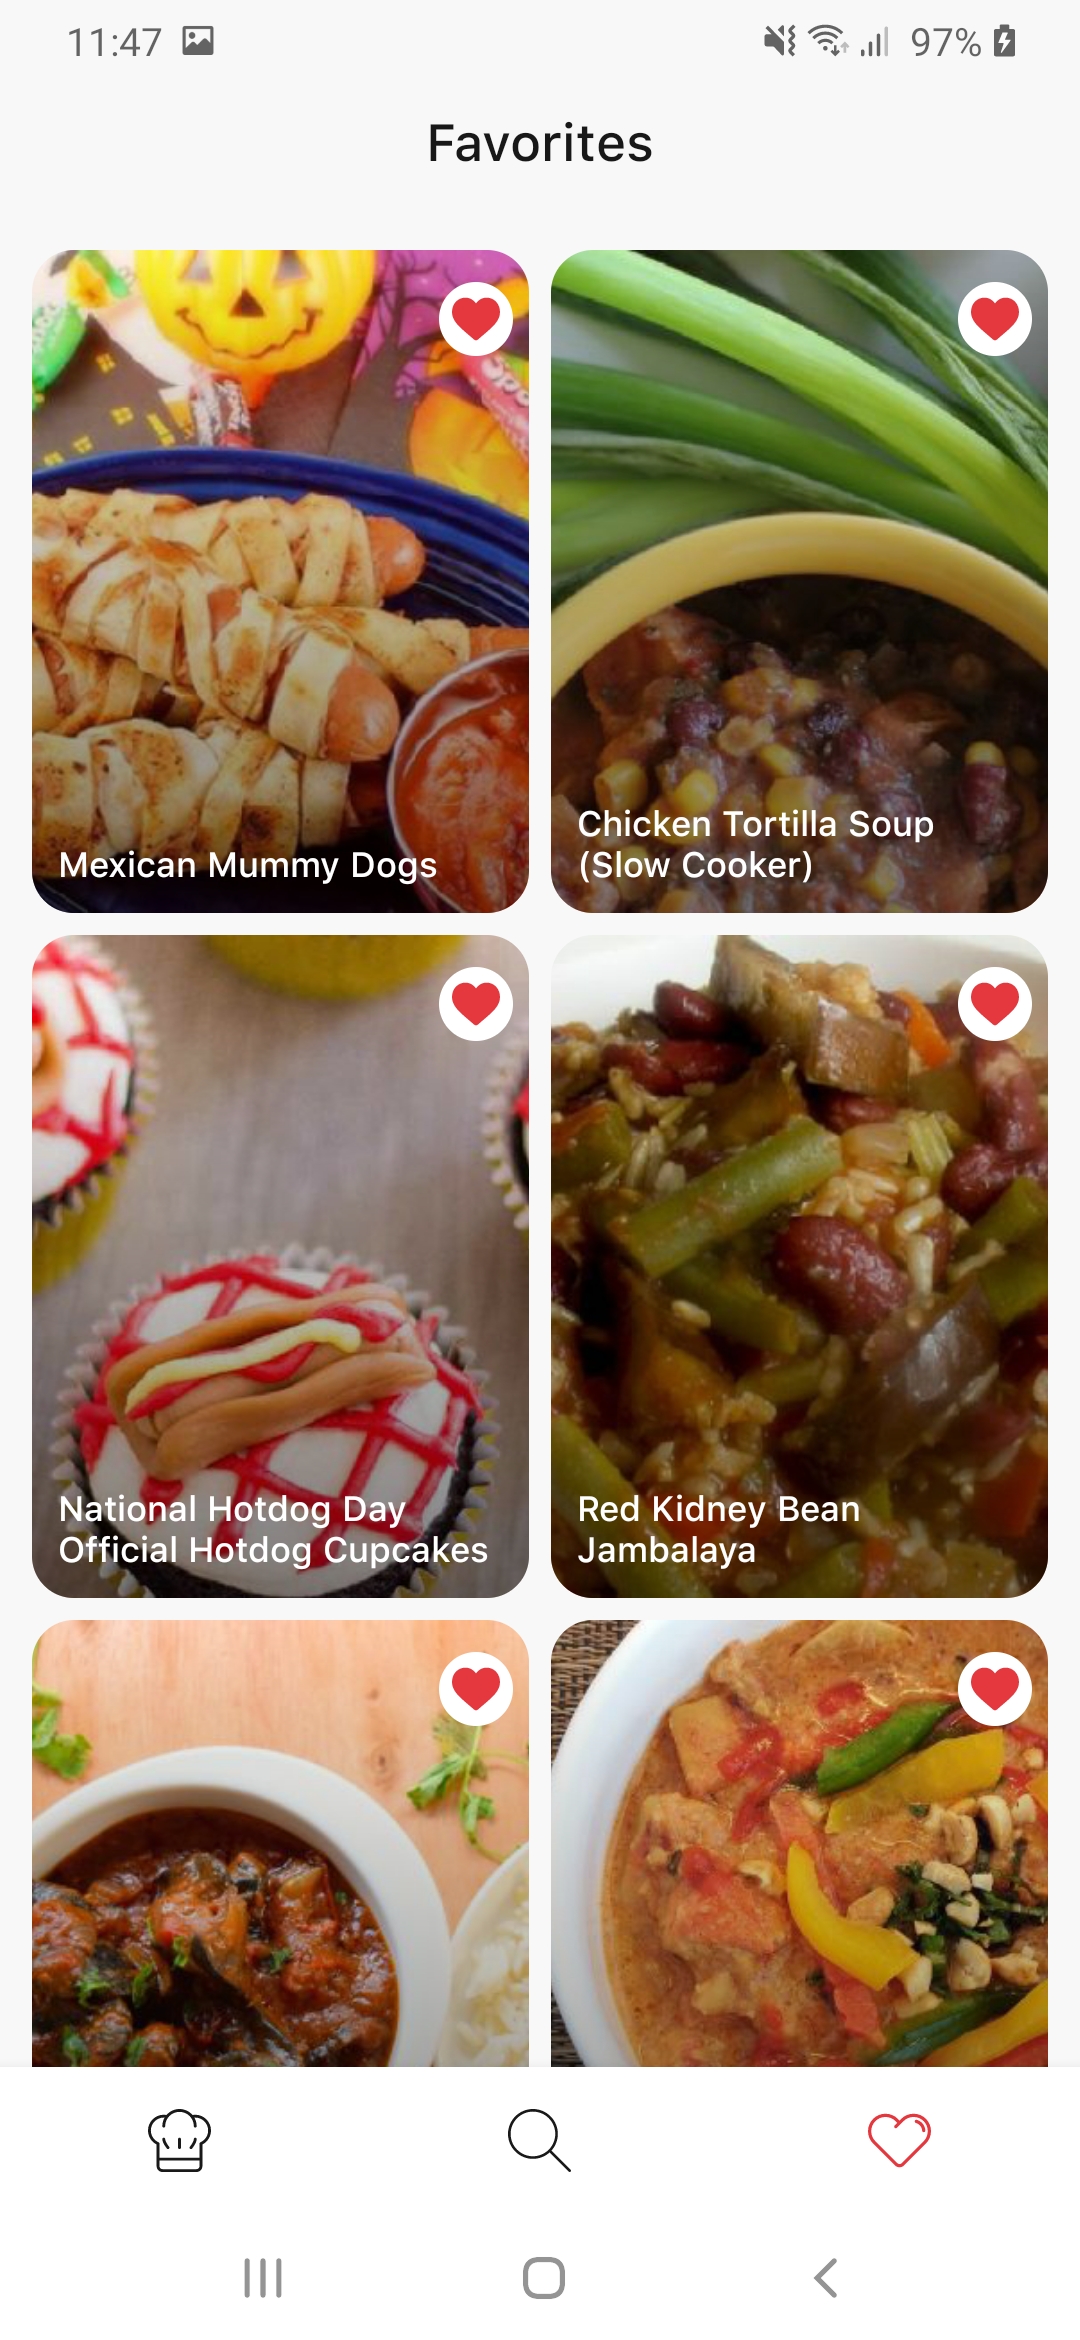 11:47
97%
Favorites
Mexican Mummy Dogs
Chicken Tortilla Soup
(Slow Cooker)
National Hotdog Day
Official Hotdog Cupcakes
Red Kidney Bean
Jambalaya